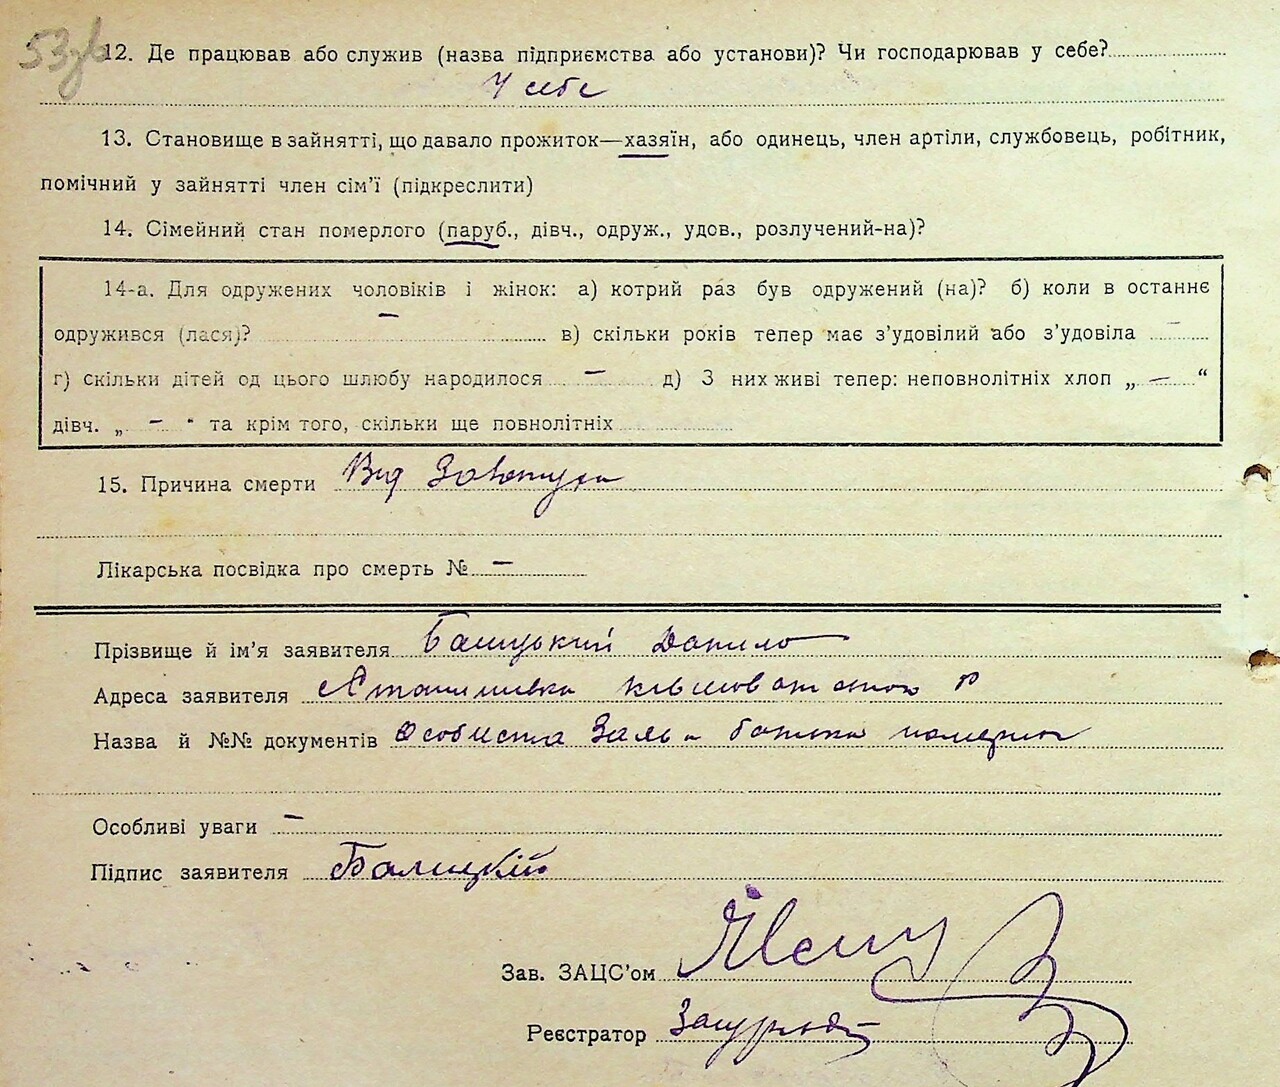 53зв
12. Де працював або служив (назва підприємства або установи)? Чи господарював у себе?
У себе
13. Становище в зайнятті, що давало прожиток—хазяїн, або одинець, член артіли, службовець, робітник,
помічний у зайнятті член сім'ї (підкреслити)
14. Сімейний стан померлого (паруб., дівч., одруж., удов., розлучений-на)?
14-а. Для одружених чоловіків і жінок: а) котрий раз був одружений (на)? б) коли в останнє
одружився (лася)? — в) скільки років тепер має з'удовілий або з'удовіла —
г) скільки дітей од цього шлюбу народилося — д) З них живі тепер: неповнолітніх хлоп „ — “
дівч. „ — “ та крім того, скільки ще повнолітніх
15. Причина смерти Від
Лікарська посвідка про смерть № —
Прізвище й ім'я заявителя Данило
Адреса заявителя
Назва й №№ документів Особиста батька
Особливі уваги —
Підпис заявителя Балицкій
Зав. ЗАЦС'ом
Реєстратор